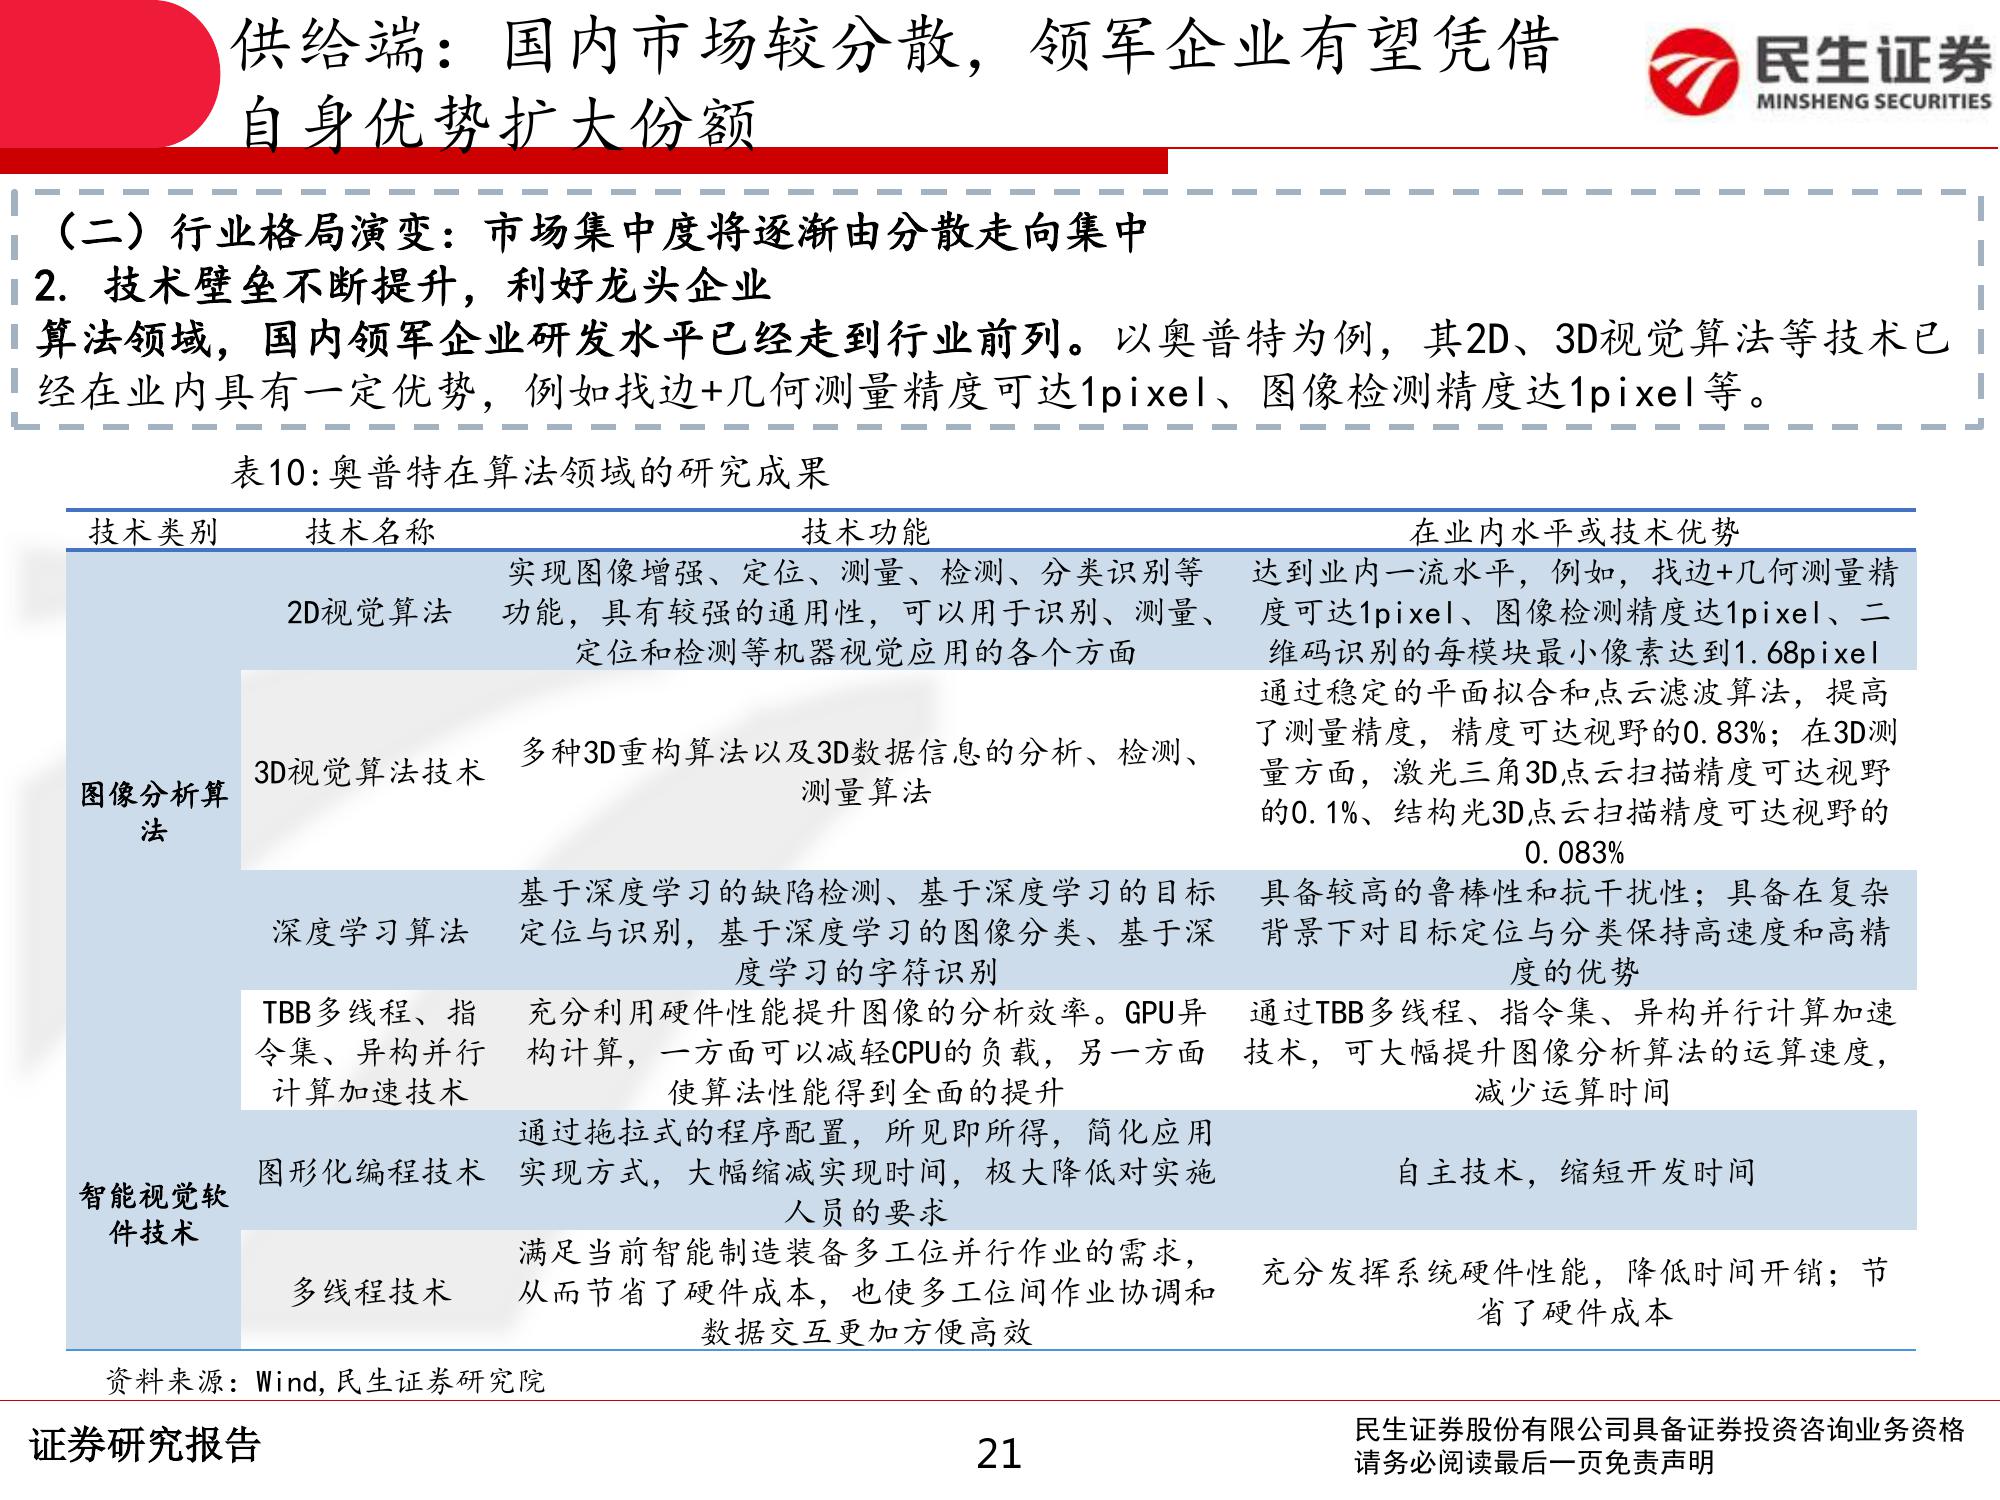 供给端：国内市场较分散，领军企业有望凭借
自身优势扩大份额
民生证券
MINSHENG SECURITIES
（二）行业格局演变：市场集中度将逐渐由分散走向集中
2. 技术壁垒不断提升，利好龙头企业
算法领域，国内领军企业研发水平已经走到行业前列。以奥普特为例，其2D、3D视觉算法等技术已
经在业内具有一定优势，例如找边+几何测量精度可达1pixel、图像检测精度达1pixel等。
表10:奥普特在算法领域的研究成果
技术类别 技术名称 技术功能 在业内水平或技术优势
图像分析算
法
2D视觉算法
实现图像增强、定位、测量、检测、分类识别等
功能，具有较强的通用性，可以用于识别、测量、
定位和检测等机器视觉应用的各个方面
达到业内一流水平，例如，找边+几何测量精
度可达1pixel、图像检测精度达1pixel、二
维码识别的每模块最小像素达到1.68pixel
3D视觉算法技术
多种3D重构算法以及3D数据信息的分析、检测、
测量算法
通过稳定的平面拟合和点云滤波算法，提高
了测量精度，精度可达视野的0.83%；在3D测
量方面，激光三角3D点云扫描精度可达视野
的0.1%、结构光3D点云扫描精度可达视野的
0.083%
深度学习算法
基于深度学习的缺陷检测、基于深度学习的目标
定位与识别，基于深度学习的图像分类、基于深
度学习的字符识别
具备较高的鲁棒性和抗干扰性；具备在复杂
背景下对目标定位与分类保持高速度和高精
度的优势
TBB多线程、指
令集、异构并行
计算加速技术
充分利用硬件性能提升图像的分析效率。GPU异
构计算，一方面可以减轻CPU的负载，另一方面
使算法性能得到全面的提升
通过TBB多线程、指令集、异构并行计算加速
技术，可大幅提升图像分析算法的运算速度，
减少运算时间
智能视觉软
件技术
图形化编程技术
通过拖拉式的程序配置，所见即所得，简化应用
实现方式，大幅缩减实现时间，极大降低对实施
人员的要求
自主技术，缩短开发时间
多线程技术
满足当前智能制造装备多工位并行作业的需求，
从而节省了硬件成本，也使多工位间作业协调和
数据交互更加方便高效
充分发挥系统硬件性能，降低时间开销；节
省了硬件成本
资料来源：Wind,民生证券研究院
证券研究报告
21
民生证券股份有限公司具备证券投资咨询业务资格
请务必阅读最后一页免责声明